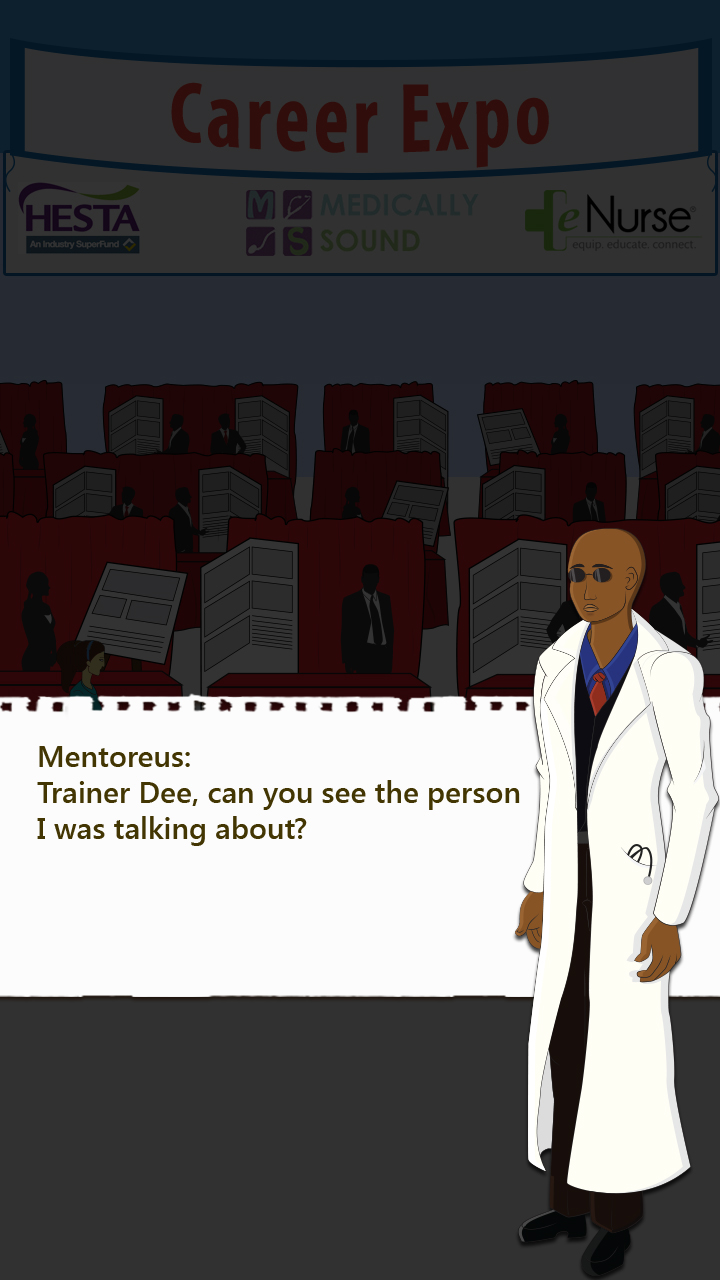 Career Expo
HESTA
An Industry SuperFund
M MEDICALLY
S SOUND
e Nurse®
equip. educate. connect.
Mentoreus:
Trainer Dee, can you see the person
I was talking about?